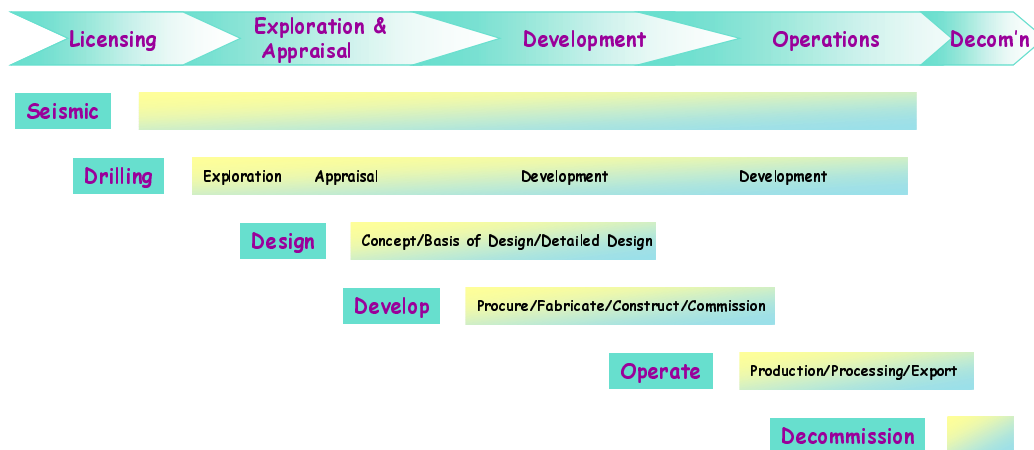 Licensing
Exploration &
Appraisal
Development
Operations
Decom'n
Seismic
Drilling
Exploration
Appraisal
Development
Development
Design
Concept/Basis of Design/Detailed Design
Develop
Procure/Fabricate/Construct/Commission
Operate
Production/Processing/Export
Decommission